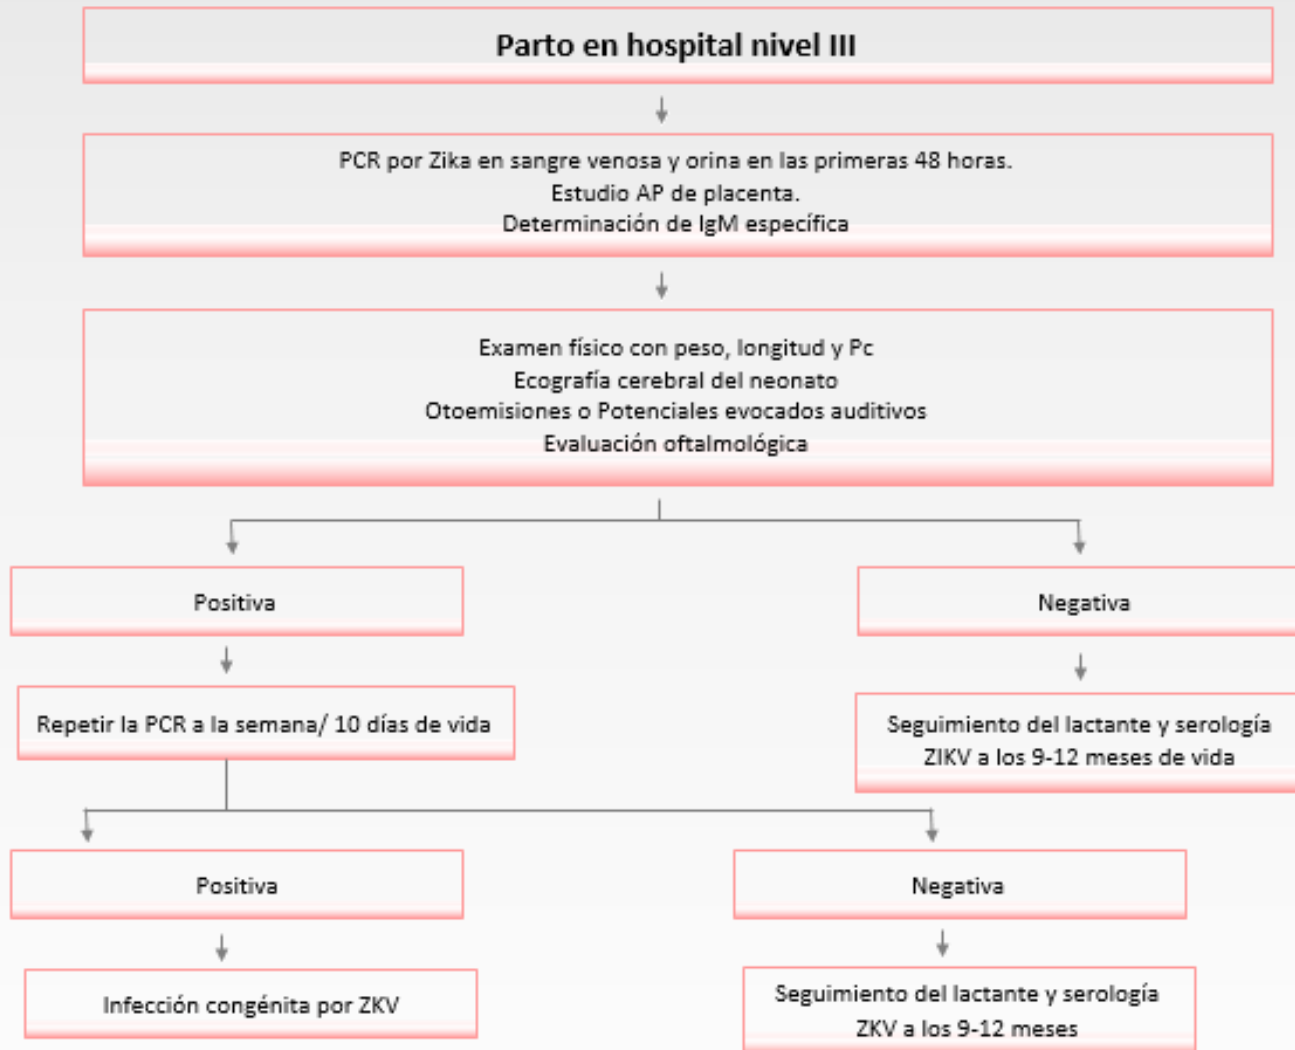 Parto en hospital nivel III
PCR por Zika en sangre venosa y orina en las primeras 48 horas.
Estudio AP de placenta.
Determinación de IgM específica
Examen físico con peso, longitud y Pc
Ecografía cerebral del neonato
Otoemisiones o Potenciales evocados auditivos
Evaluación oftalmológica
Positiva
Negativa
Repetir la PCR a la semana/ 10 días de vida
Seguimiento del lactante y serología
ZIKV a los 9-12 meses de vida
Positiva
Negativa
Infección congénita por ZKV
Seguimiento del lactante y serología
ZKV a los 9-12 meses